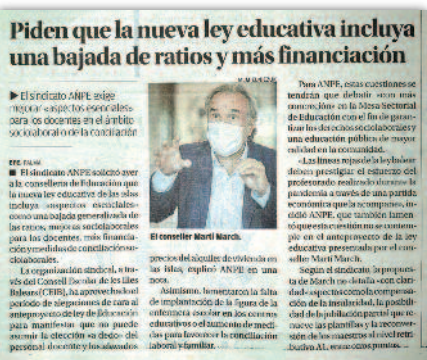 Piden que la nueva ley educativa incluya
una bajada de ratios y más financiación
▶ El sindicato ANPE exige
mejorar «aspectos esenciales»
para los docentes en el ámbito
sociolaboral o de la conciliación
EFE. PALMA
■ El sindicato ANPE solicitó ayer
a la conselleria de Educación que
la nueva ley educativa de las islas
incluya «aspectos esenciales»
como una bajada generalizada de
las ratios, mejoras sociolaborales
para los docentes, más financia-
ción y medidas de conciliación so-
ciolaborales.
La organización sindical, a tra-
vés del Consell Escolar de les Illes
Balears (CEIB), ha aprovechado el
período de alegaciones de cara al
anteproyecto de ley de Educación
para manifestar que no puede
asumir la elección «a dedo» del
personal docente y los elevados
El conseller Martí March.
precios del alquiler de vivienda en
las islas, explicó ANPE en una
nota.
Asimismo, lamentaron la falta
de implantación de la figura de la
enfermera escolar en los centros
educativos o el aumento de medi-
das para favorecer la conciliación
laboral y familiar.
Para ANPE, estas cuestiones se
tendrán que debatir «con más
concreción» en la Mesa Sectorial
de Educación con el fin de garan-
tizar los derechos sociolaborales y
una educación pública de mayor
calidad en la comunidad.
«Las líneas rojas de la ley balear
deben prestigiar el esfuerzo del
profesorado realizado durante la
pandemia a través de una partida
económica que la acompañe», in-
cidió ANPE, que también lamen-
tó que esta cuestión no se contem-
ple en el anteproyecto de la ley
educativa presentada por el con-
seller Martí March.
Según el sindicato, la propues-
ta de March no detalla «con clari-
dad» aspectos como la compensa-
ción de la insularidad, la posibili-
dad de la jubilación parcial que re-
nueve las plantillas y la reconver-
sión de los maestros al nivel retri-
butivo A1, entre otros puntos.